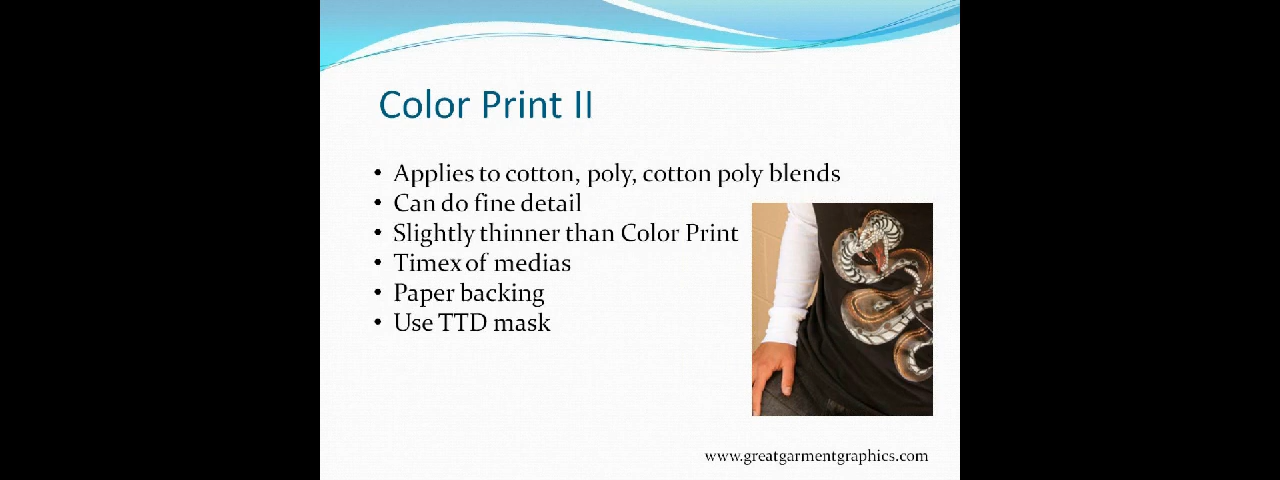 Color Print II
• Applies to cotton, poly, cotton poly blends
• Can do fine detail
• Slightly thinner than Color Print
• Timex of medias
• Paper backing
• Use TTD mask
www.greatgarmentgraphics.com